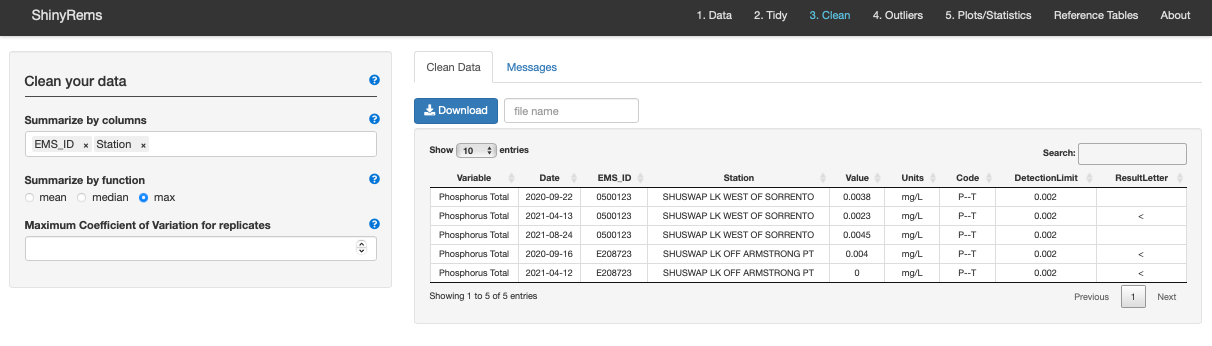 ShinyRems 1. Data 2. Tidy 3. Clean 4. Outliers 5. Plots/Statistics Reference Tables About
Clean your data ?
Summarize by columns ?
EMS_ID × Station ×
Summarize by function ?
mean median max
Maximum Coefficient of Variation for replicates ?
Clean Data Messages
Download file name
Show 10 entries Search:
Variable Date EMS_ID Station Value Units Code DetectionLimit ResultLetter
Phosphorus Total 2020-09-22 0500123 SHUSWAP LK WEST OF SORRENTO 0.0038 mg/L P--T 0.002
Phosphorus Total 2021-04-13 0500123 SHUSWAP LK WEST OF SORRENTO 0.0023 mg/L P--T 0.002 <
Phosphorus Total 2021-08-24 0500123 SHUSWAP LK WEST OF SORRENTO 0.0045 mg/L P--T 0.002
Phosphorus Total 2020-09-16 E208723 SHUSWAP LK OFF ARMSTRONG PT 0.004 mg/L P--T 0.002 <
Phosphorus Total 2021-04-12 E208723 SHUSWAP LK OFF ARMSTRONG PT 0 mg/L P--T 0.002 <
Showing 1 to 5 of 5 entries Previous 1 Next